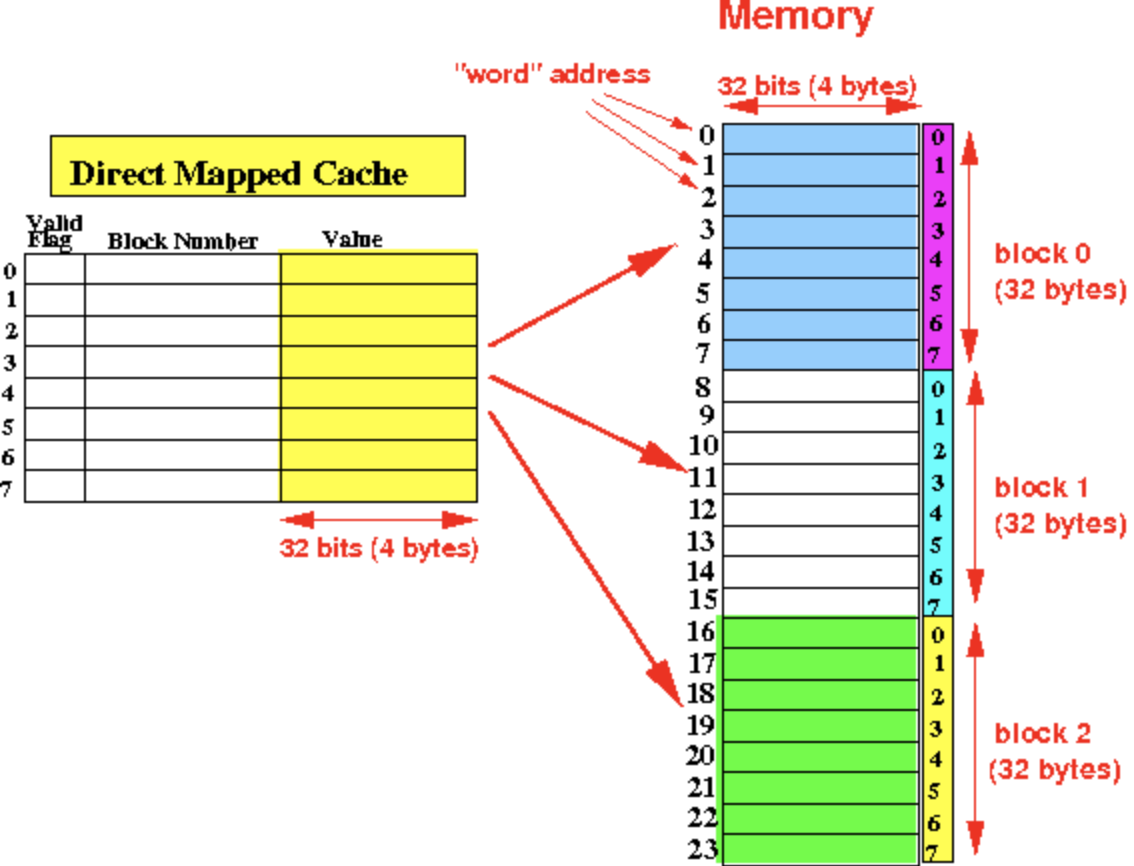 Memory
"word" address
32 bits (4 bytes)
Direct Mapped Cache
Valid
Flag Block Number Value
0
1
2
3
4
5
6
7
32 bits (4 bytes)
0 0
1 1
2 2
3 3
4 4
5 5
6 6
7 7
block 0
(32 bytes)
8 0
9 1
10 2
11 3
12 4
13 5
14 6
15 7
block 1
(32 bytes)
16 0
17 1
18 2
19 3
20 4
21 5
22 6
23 7
block 2
(32 bytes)